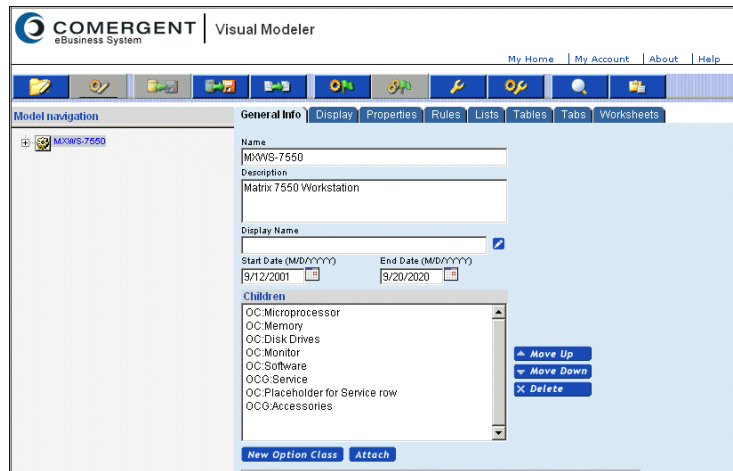 COMERGENT
eBusiness System
Visual Modeler
My Home | My Account | About | Help
Model navigation
General Info Display Properties Rules Lists Tables Tabs Worksheets
MXWS-7550
Name
MXWS-7550
Description
Matrix 7550 Workstation
Display Name
Start Date (M/D/YYYY) End Date (M/D/YYYY)
9/12/2001 9/20/2020
Children
OC:Microprocessor
OC:Memory
OC:Disk Drives
OC:Monitor
OC:Software
OCG:Service
OC:Placeholder for Service row
OCG:Accessories
Move Up
Move Down
Delete
New Option Class Attach